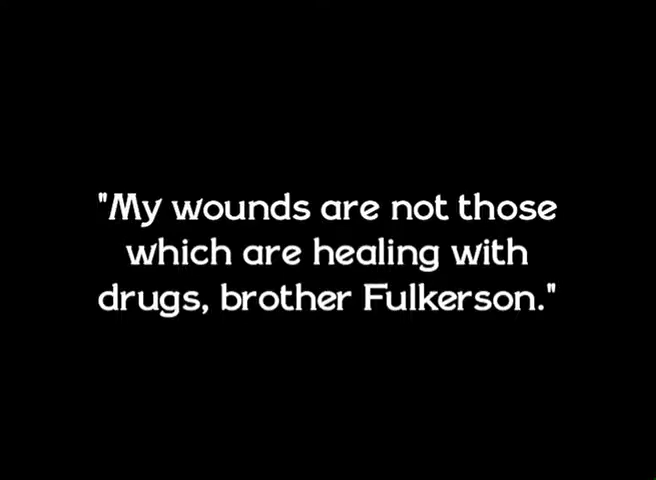 "My wounds are not those
which are healing with
drugs, brother Fulkerson."